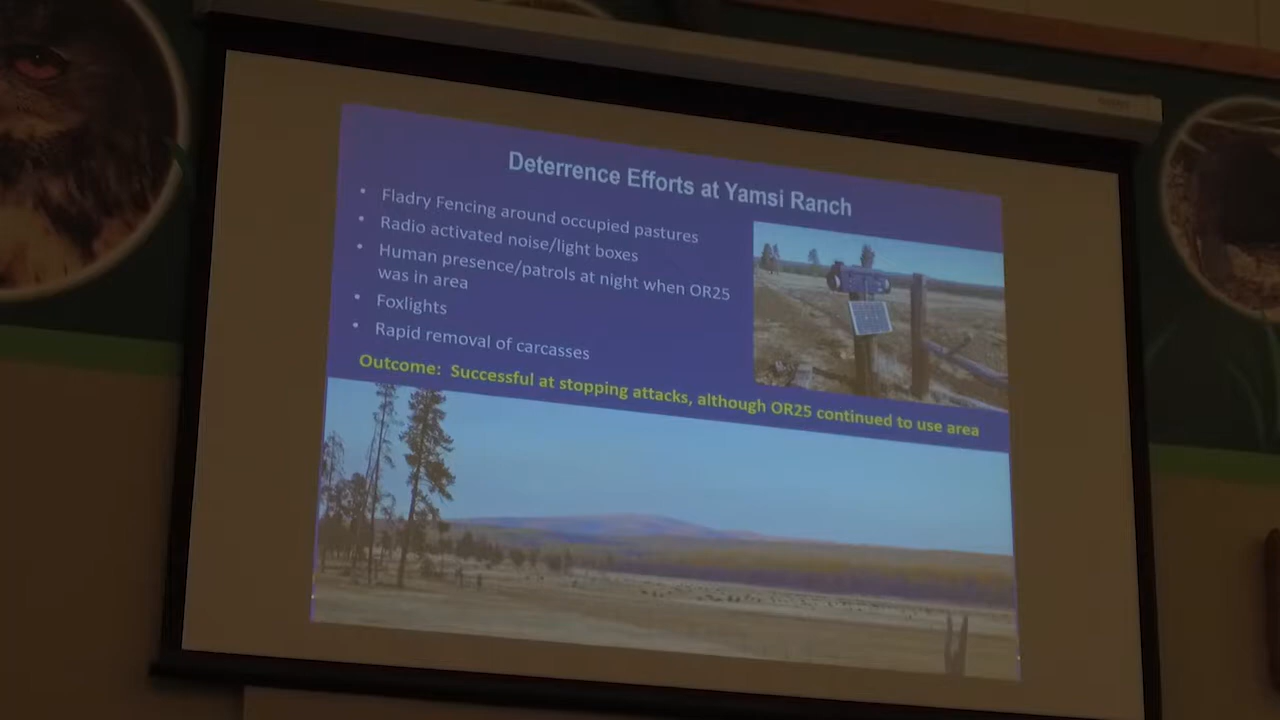 Deterrence Efforts at Yamsi Ranch
• Fladry Fencing around occupied pastures
• Radio activated noise/light boxes
• Human presence/patrols at night when OR25
was in area
• Foxlights
• Rapid removal of carcasses
Outcome: Successful at stopping attacks, although OR25 continued to use area